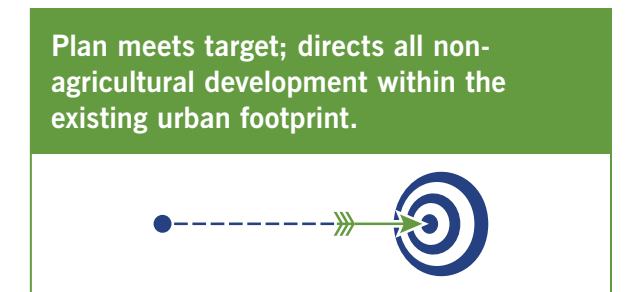 Plan meets target; directs all non-
agricultural development within the
existing urban footprint.